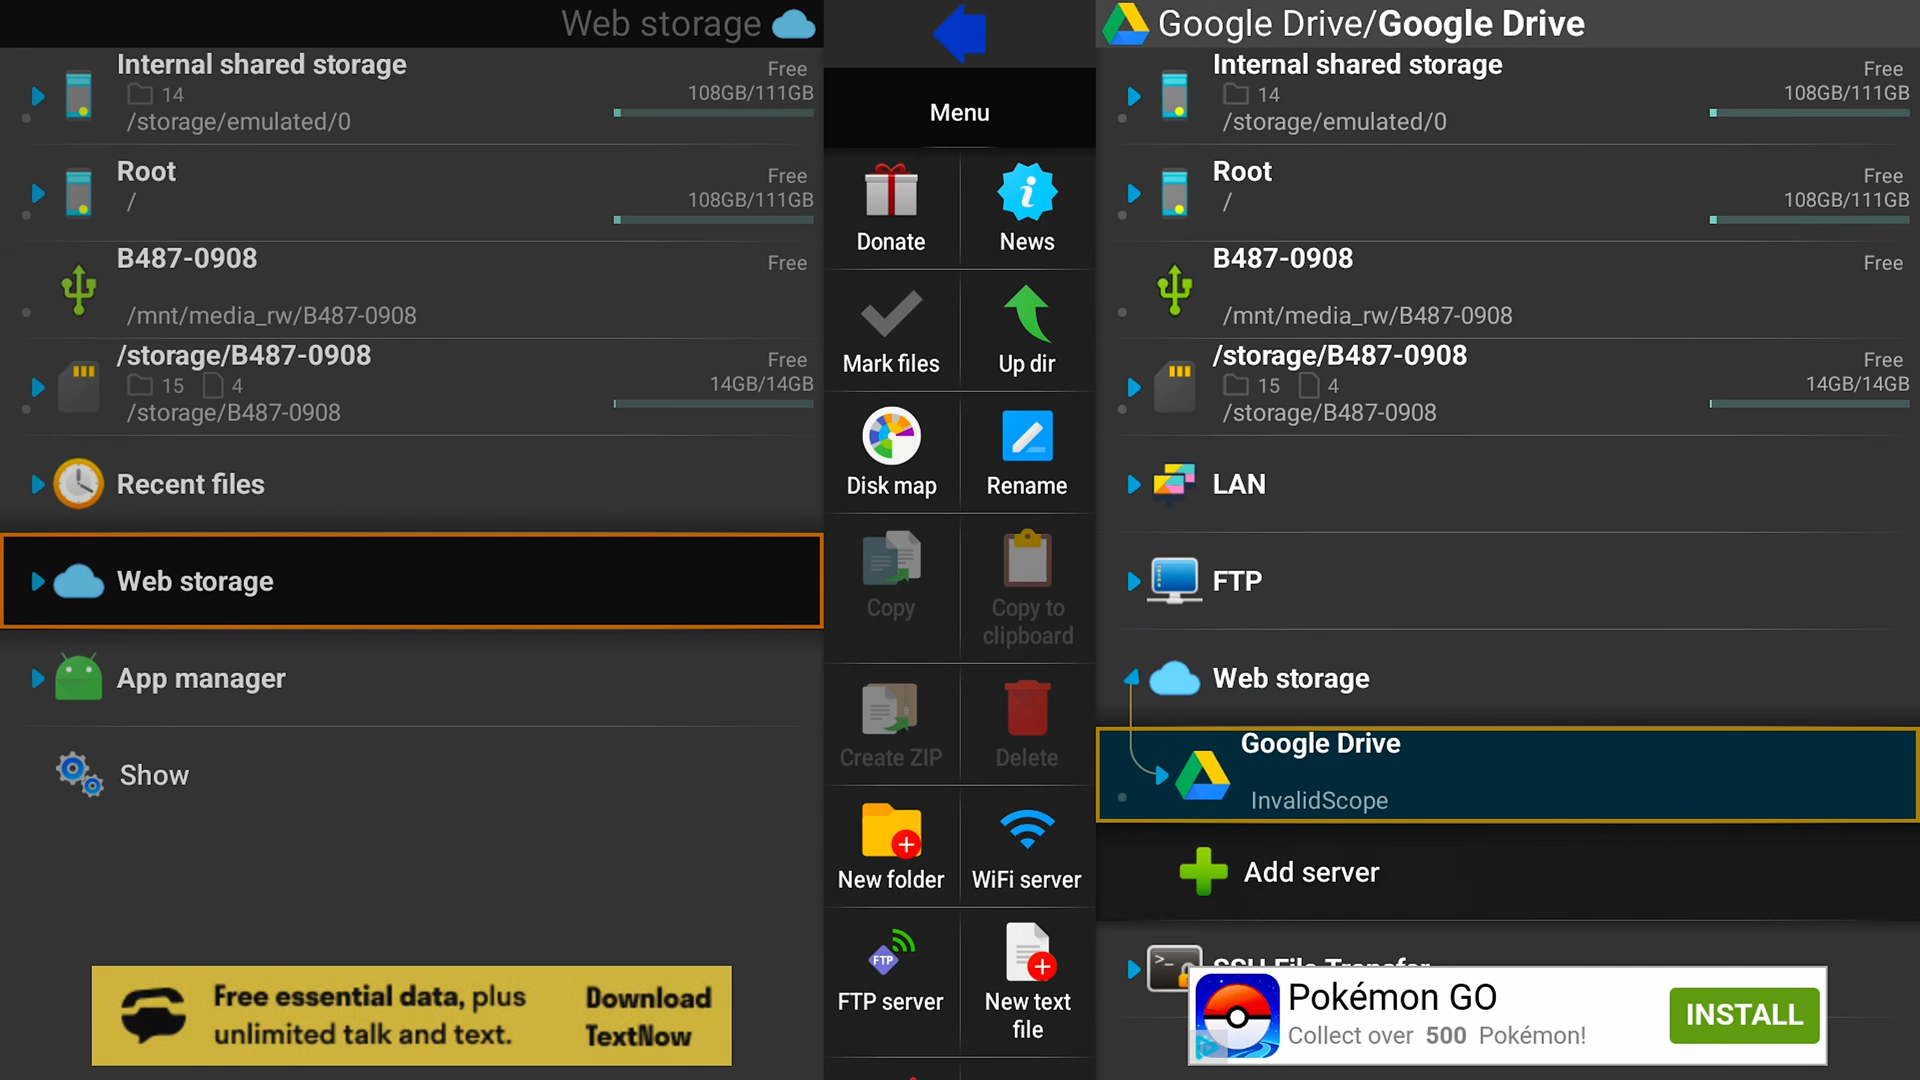 Web storage
Internal shared storage
Free
14
108GB/111GB
/storage/emulated/0
Root
Free
/
108GB/111GB
B487-0908
Free
/mnt/media_rw/B487-0908
/storage/B487-0908
Free
15 4
14GB/14GB
/storage/B487-0908
Recent files
Web storage
App manager
Show
Free essential data, plus
unlimited talk and text.
Download
TextNow
Menu
Donate
News
Mark files
Up dir
Disk map
Rename
Copy
Copy to
clipboard
Create ZIP
Delete
New folder
WiFi server
FTP
FTP server
New text
file
Google Drive/Google Drive
Internal shared storage
Free
14
108GB/111GB
/storage/emulated/0
Root
Free
/
108GB/111GB
B487-0908
Free
/mnt/media_rw/B487-0908
/storage/B487-0908
Free
15 4
14GB/14GB
/storage/B487-0908
LAN
FTP
Web storage
Google Drive
InvalidScope
Add server
SSH File Transfer
Pokémon GO
Collect over 500 Pokémon!
INSTALL